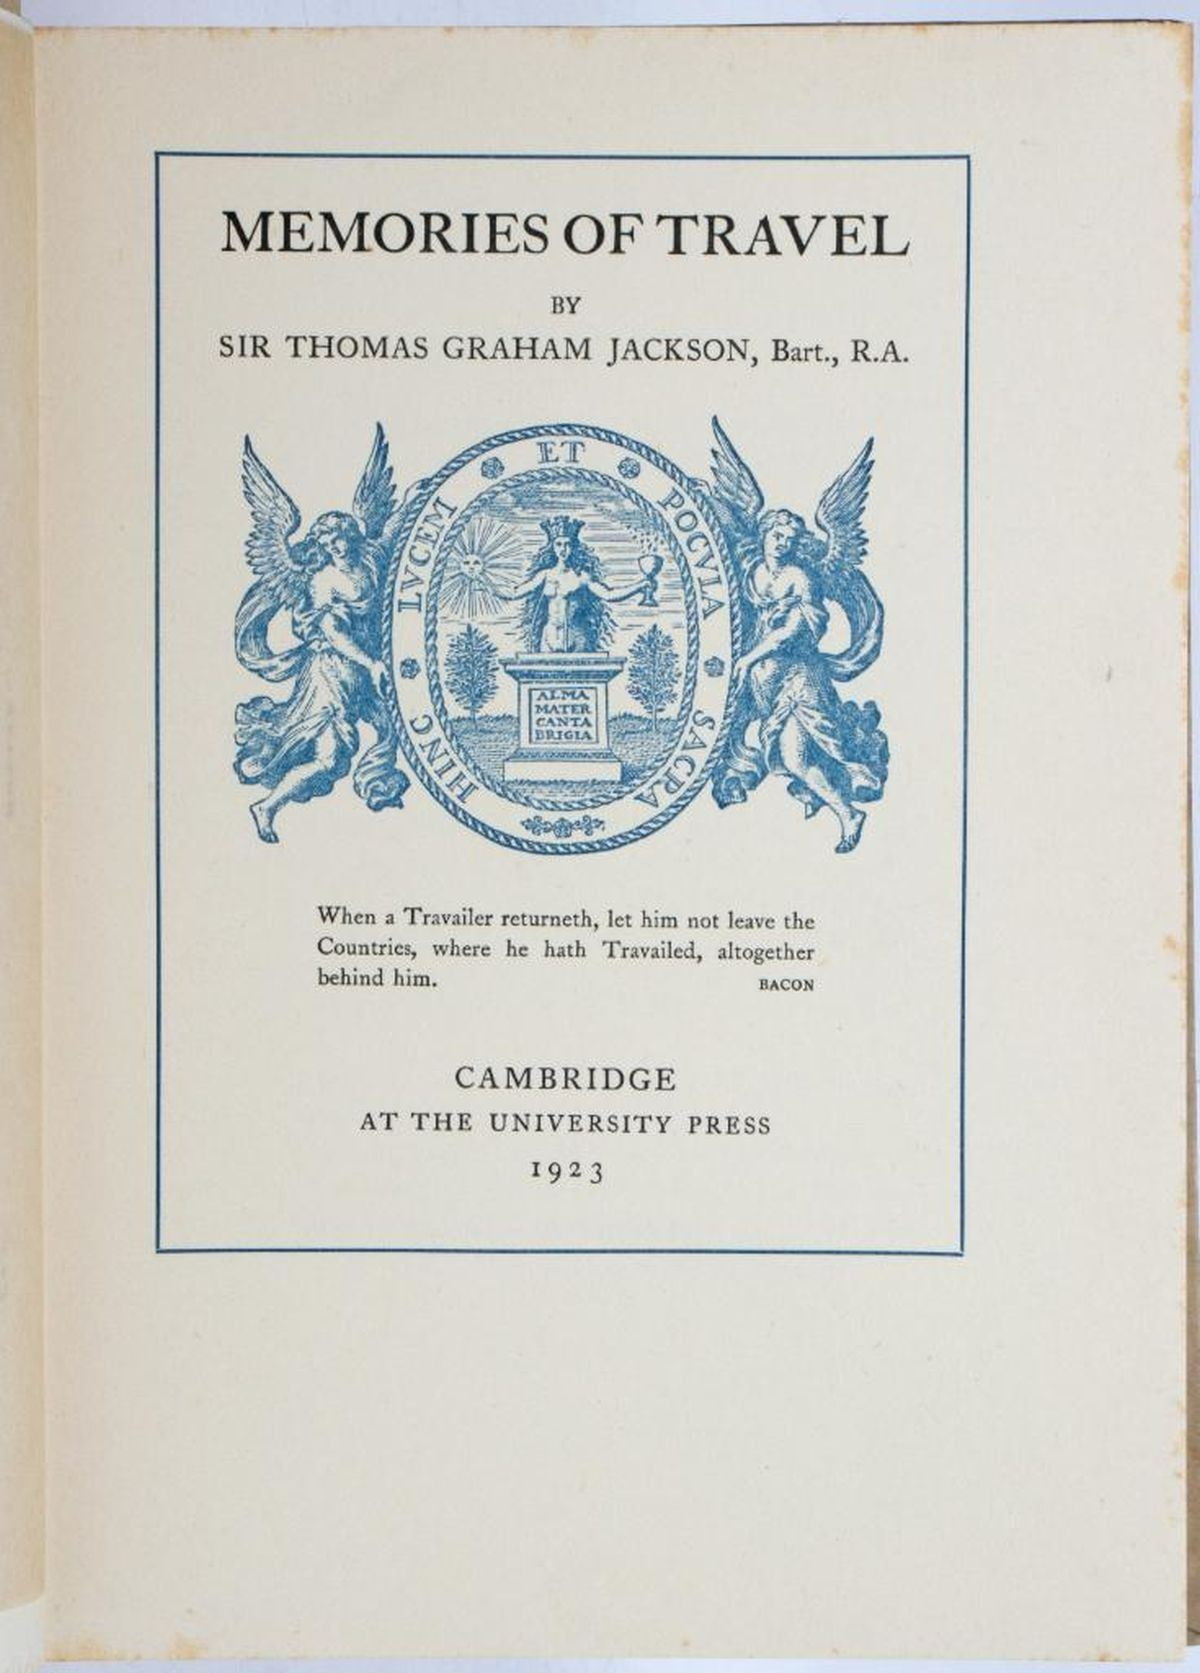 MEMORIES OF TRAVEL
BY
SIR THOMAS GRAHAM JACKSON, Bart., R.A.
HINC LVCEM ET POCVLA SACRA
ALMA
MATER
CANTA
BRIGIA
When a Travailer returneth, let him not leave the
Countries, where he hath Travailed, altogether
behind him. BACON
CAMBRIDGE
AT THE UNIVERSITY PRESS
1923